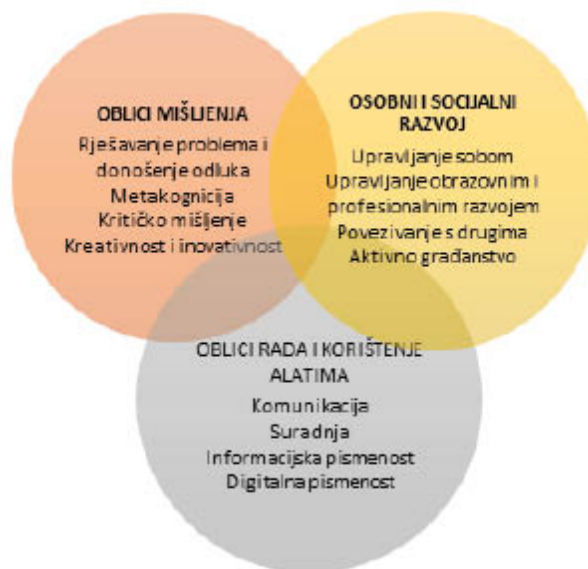 OBLICI MIŠLJENJA
Rješavanje problema i
donošenje odluka
Metakognicija
Kritičko mišljenje
Kreativnost i inovativnost
OSOBNI I SOCIJALNI
RAZVOJ
Upravljanje sobom
Upravljanje obrazovnim i
profesionalnim razvojem
Povezivanje s drugima
Aktivno građanstvo
OBLICI RADA I KORIŠTENJE
ALATIMA
Komunikacija
Suradnja
Informacijska pismenost
Digitalna pismenost